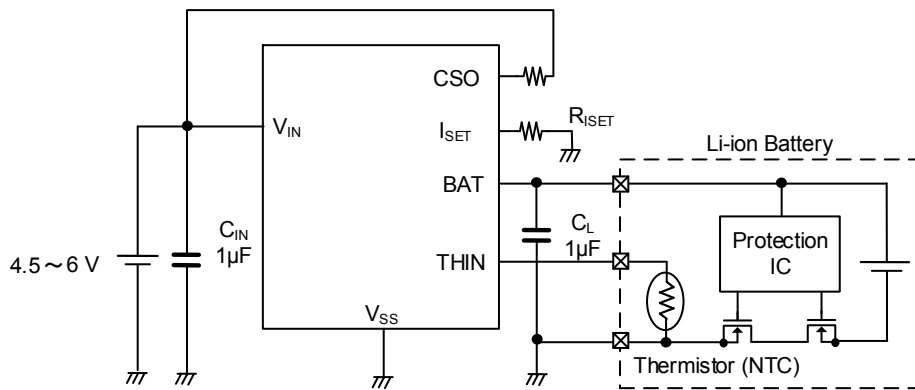 CSO
V_IN
I_SET
R_ISET
Li-ion Battery
BAT
C_IN
1μF
C_L
1μF
Protection
IC
4.5～6 V
THIN
V_SS
Thermistor (NTC)